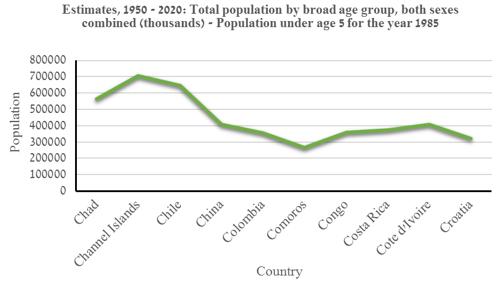 Estimates, 1950 - 2020: Total population by broad age group, both sexes
combined (thousands) - Population under age 5 for the year 1985
800000
700000
600000
500000
400000
300000
200000
100000
0
Population
Chad
Channel Islands
Chile
China
Colombia
Comoros
Congo
Costa Rica
Cote d'Ivoire
Croatia
Country